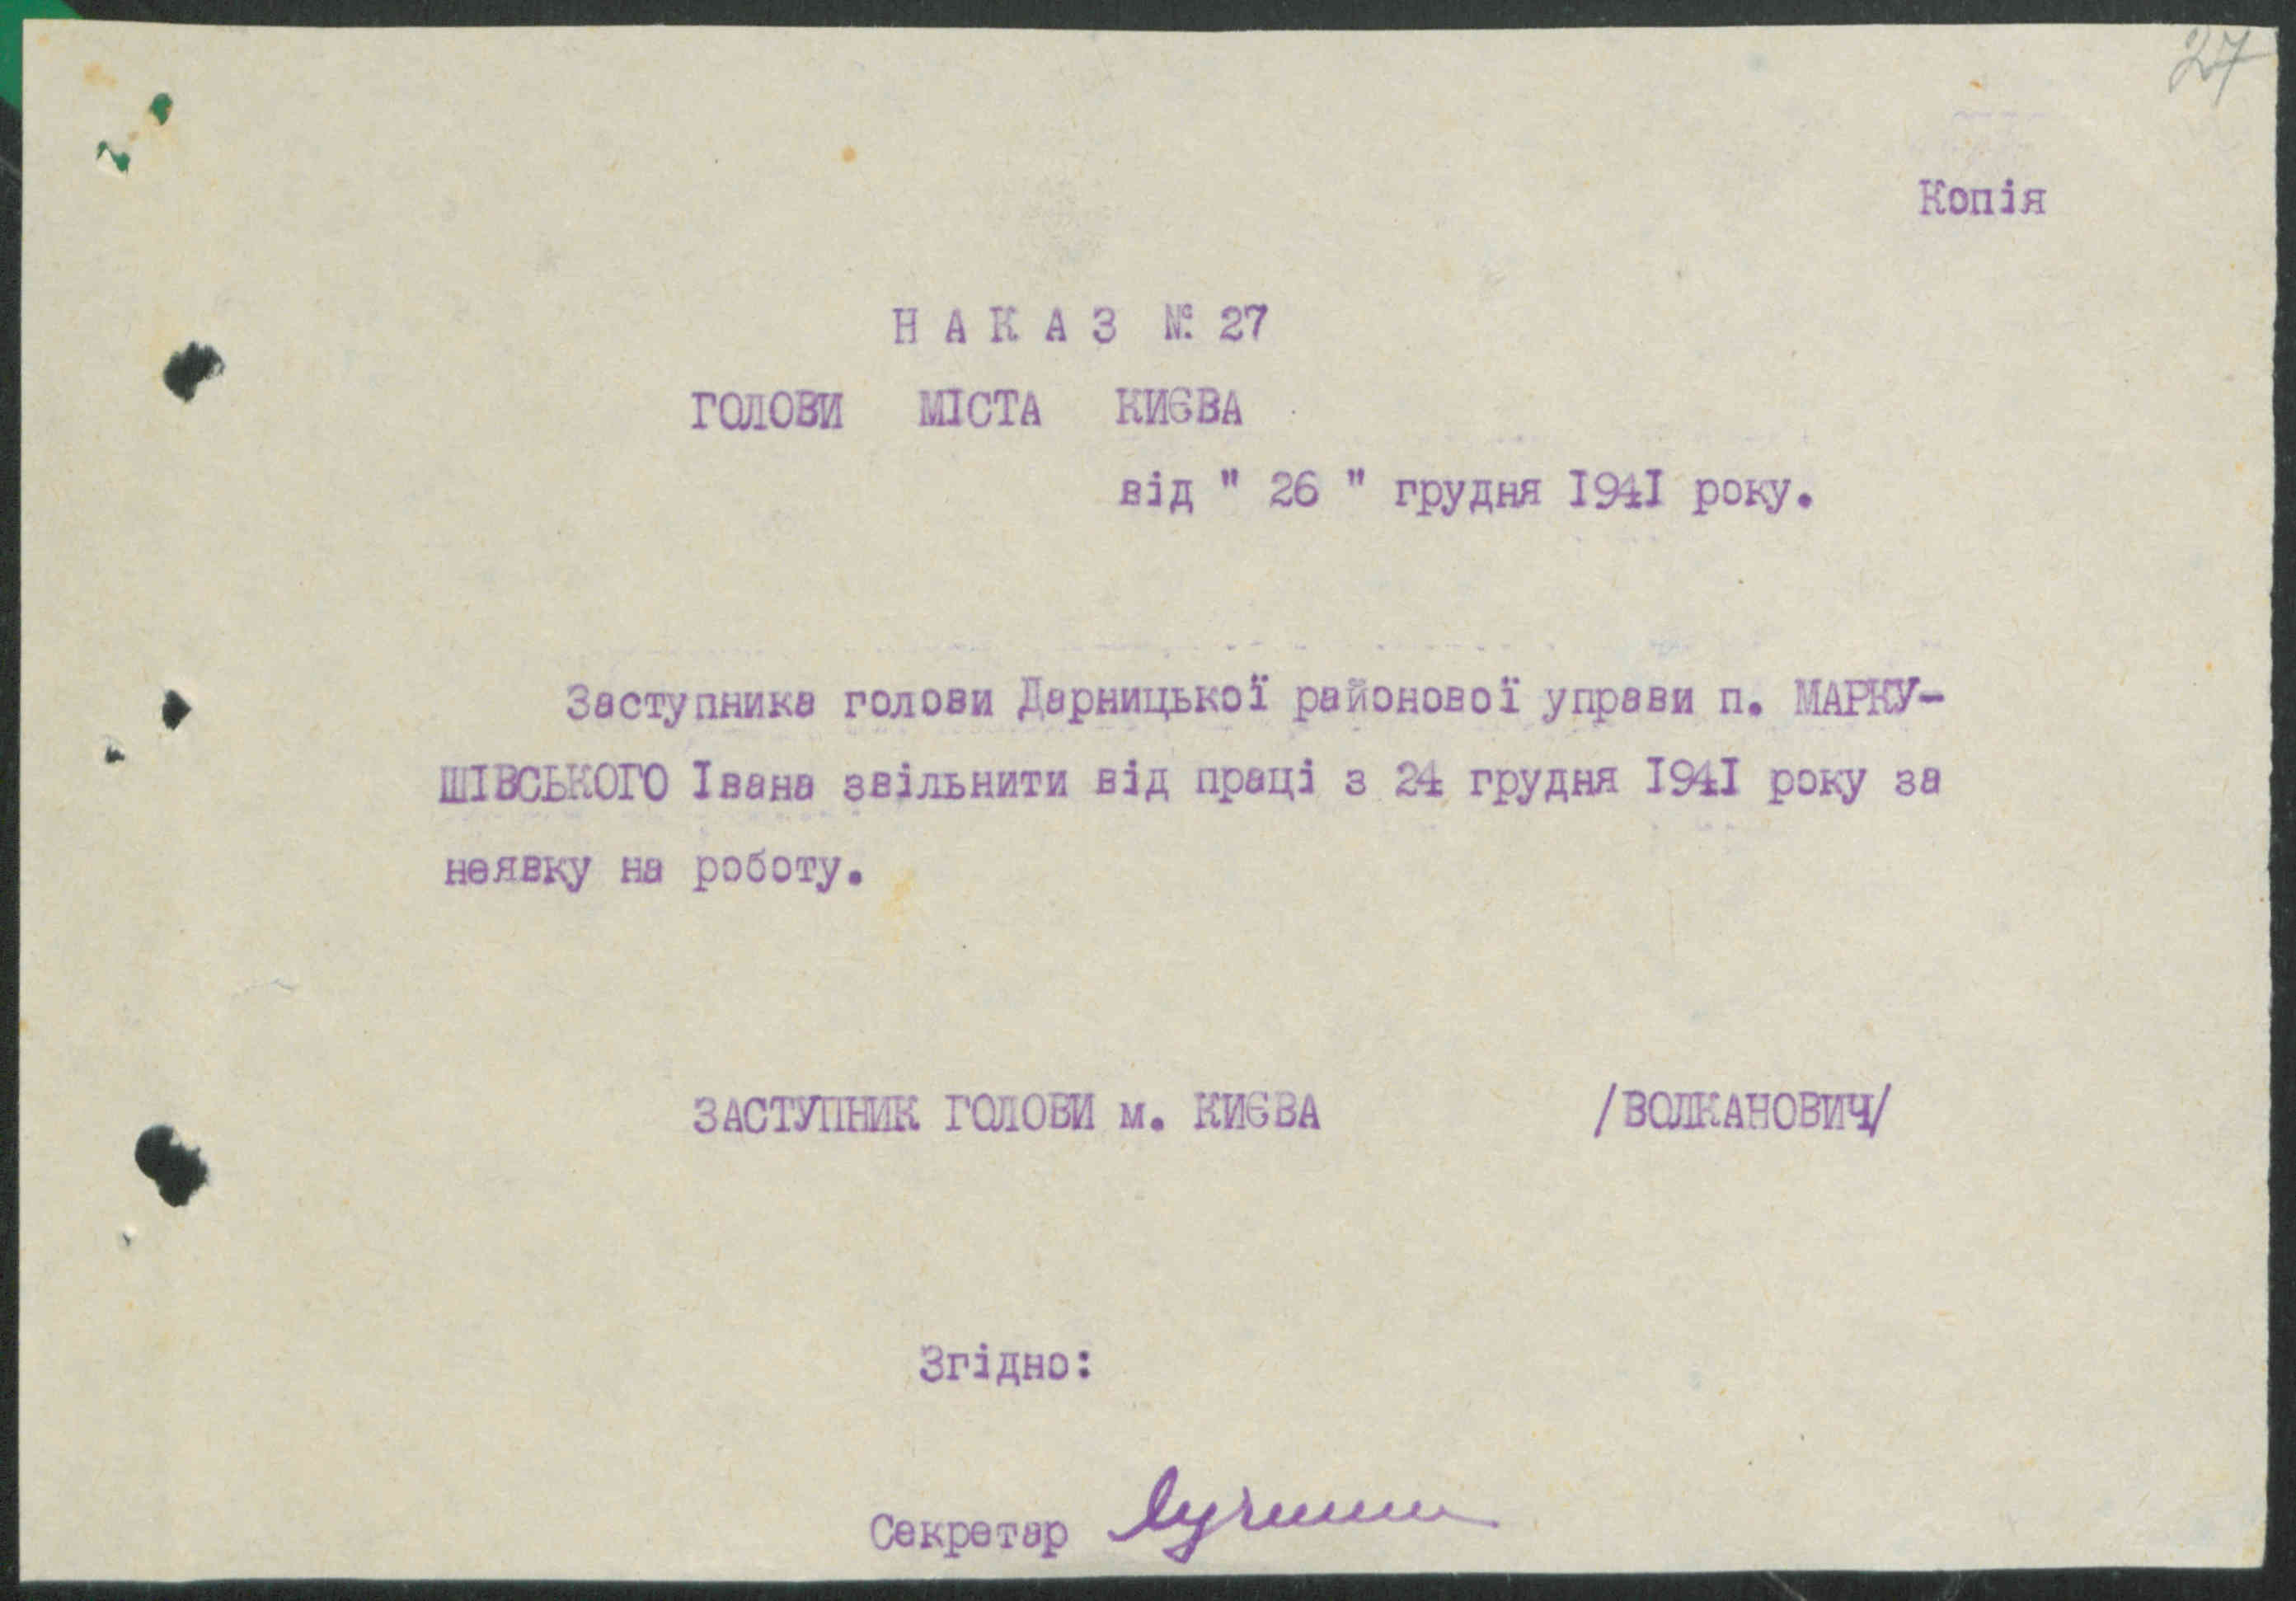 27
Копія
Н А К А З № 27
ГОЛОВИ МІСТА КИЄВА
від " 26 " грудня 1941 року.
Заступника голови Дарницької районової управи п. МАРКУ-
ШІВСЬКОГО Івана звільнити від праці з 24 грудня 1941 року за
неявку на роботу.
ЗАСТУПНИК ГОЛОВИ м. КИЄВА /ВОЛКАНОВИЧ/
Згідно:
Секретар